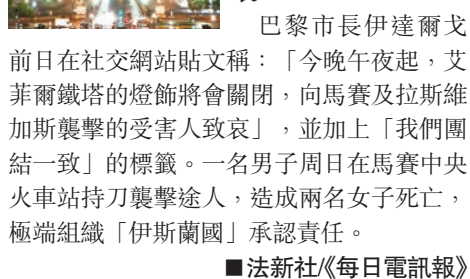 巴黎市長伊達爾戈
前日在社交網站貼文稱：「今晚午夜起，艾
菲爾鐵塔的燈飾將會關閉，向馬賽及拉斯維
加斯襲擊的受害人致哀」，並加上「我們團
結一致」的標籤。一名男子周日在馬賽中央
火車站持刀襲擊途人，造成兩名女子死亡，
極端組織「伊斯蘭國」承認責任。
■法新社/《每日電訊報》